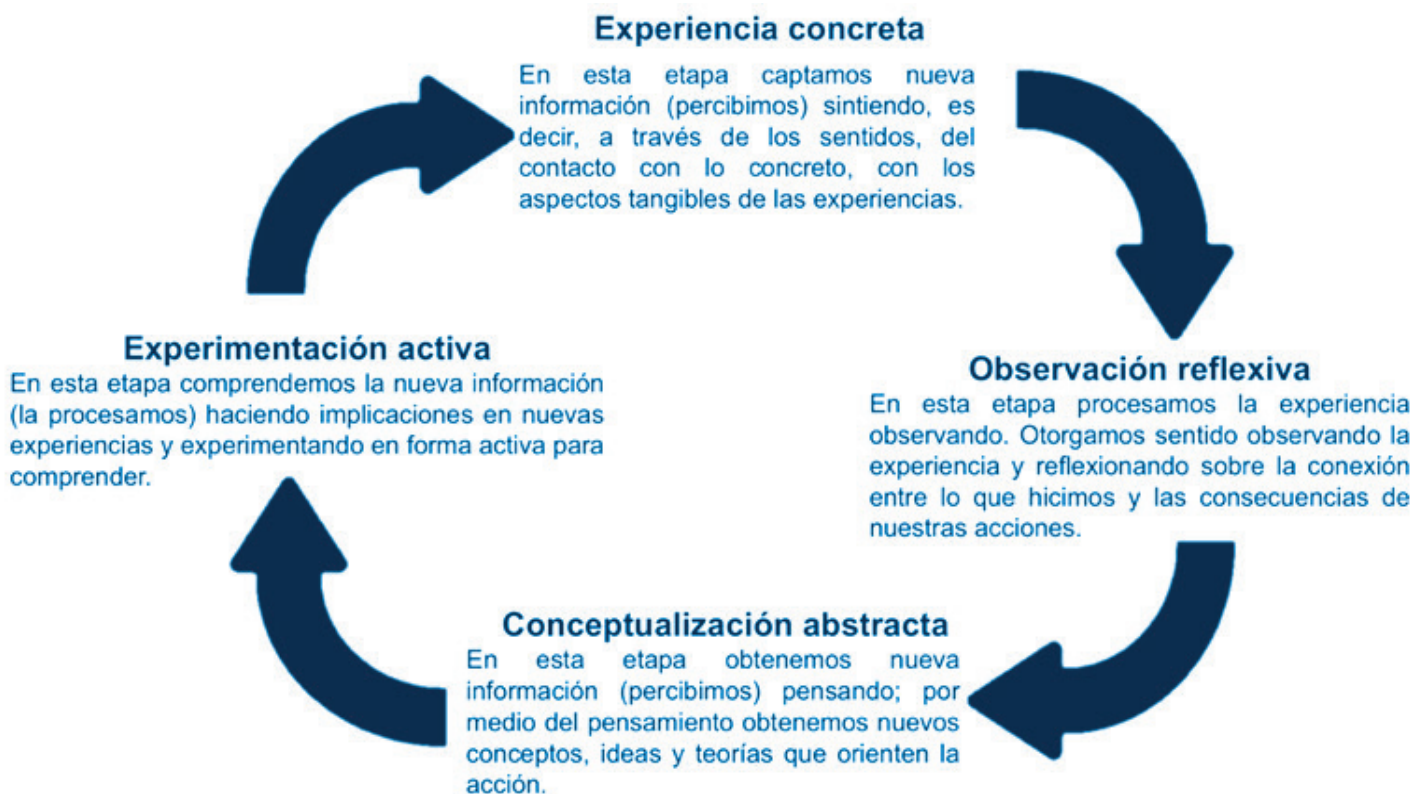 Experiencia concreta
En esta etapa captamos nueva
información (percibimos) sintiendo, es
decir, a través de los sentidos, del
contacto con lo concreto, con los
aspectos tangibles de las experiencias.
Observación reflexiva
En esta etapa procesamos la experiencia
observando. Otorgamos sentido observando la
experiencia y reflexionando sobre la conexión
entre lo que hicimos y las consecuencias de
nuestras acciones.
Conceptualización abstracta
En esta etapa obtenemos nueva
información (percibimos) pensando; por
medio del pensamiento obtenemos nuevos
conceptos, ideas y teorías que orienten la
acción.
Experimentación activa
En esta etapa comprendemos la nueva información
(la procesamos) haciendo implicaciones en nuevas
experiencias y experimentando en forma activa para
comprender.